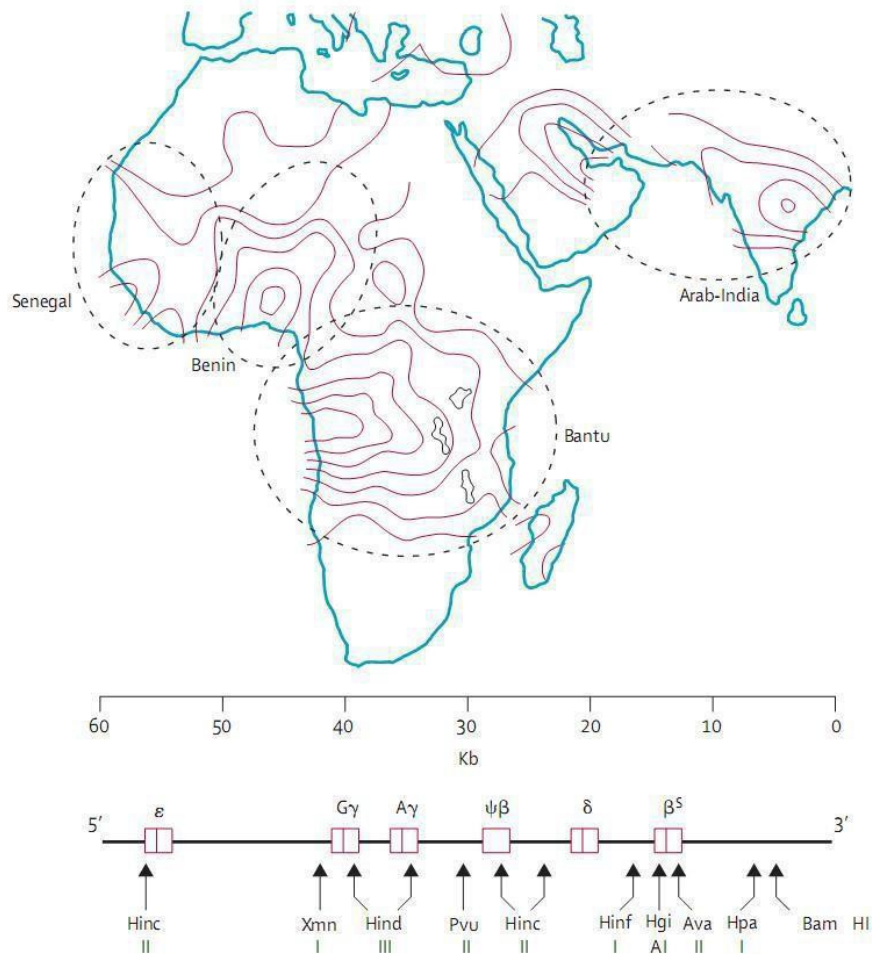 Senegal
Arab-India
Benin
Bantu
60 50 40 30 20 10 0
Kb
ε Gγ Aγ ψβ δ βS
5′ 3′
Hinc Xmn Hind Pvu Hinc Hinf Hgi Ava Hpa Bam HI
II I III II II I AI II I